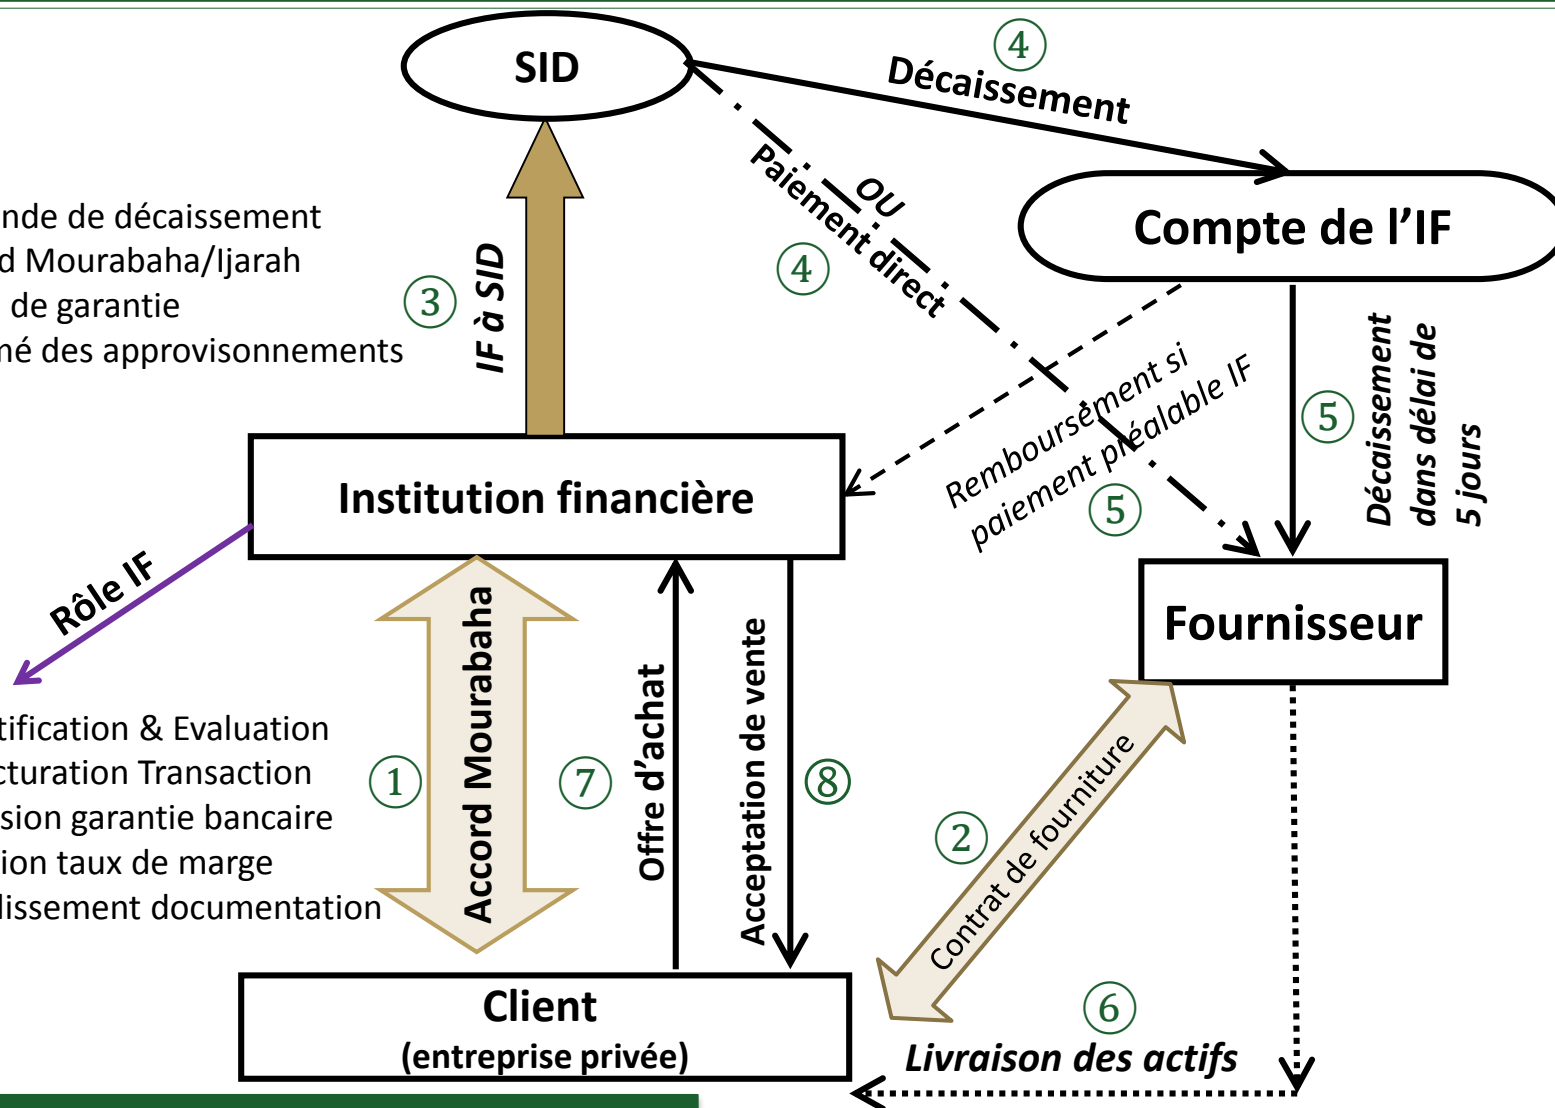 SID
④
Décaissement
OU
Paiement direct
④
Compte de l’IF
nde de décaissement
d Mourabaha/Ijarah
de garantie
mé des approvisonnements
③
IF à SID
Remboursement si
paiement préalable IF
⑤
⑤
Décaissement
dans délai de
5 jours
Institution financière
Rôle IF
Fournisseur
tification & Evaluation
cturation Transaction
sion garantie bancaire
ion taux de marge
lissement documentation
①
Accord Mourabaha
⑦
Offre d’achat
Acceptation de vente
⑧
②
Contrat de fourniture
⑥
Livraison des actifs
Client
(entreprise privée)